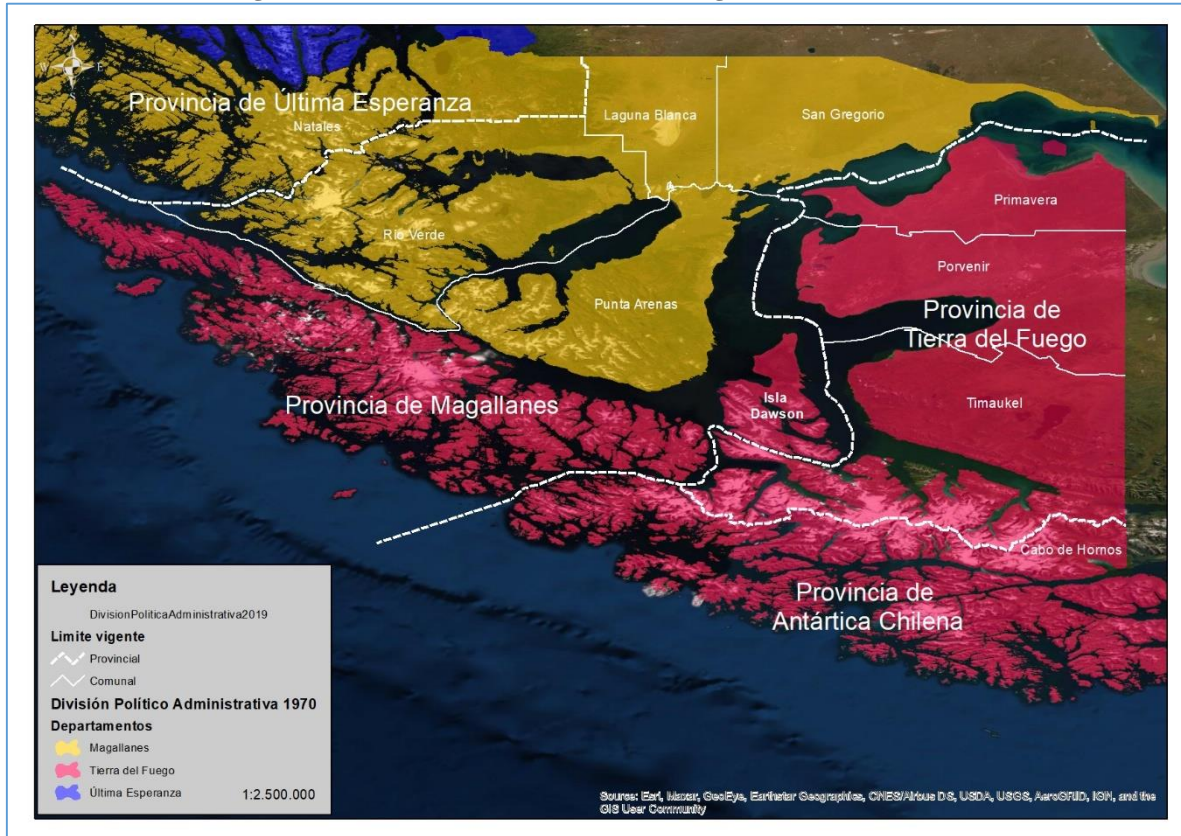 N
W E
S
Provincia de Última Esperanza
Natales
Laguna Blanca
San Gregorio
Primavera
Río Verde
Porvenir
Punta Arenas
Provincia de
Tierra del Fuego
Provincia de Magallanes
Isla
Dawson
Timaukel
Cabo de Hornos
Provincia de
Antártica Chilena
Leyenda
DivisionPoliticaAdministrativa2019
Limite vigente
Provincial
Comunal
División Político Administrativa 1970
Departamentos
Magallanes
Tierra del Fuego
Última Esperanza 1:2.500.000
Source: Esri, Maxar, GeoEye, Earthstar Geographics, CNES/Airbus DS, USDA, USGS, AeroGRID, IGN, and the
GIS User Community